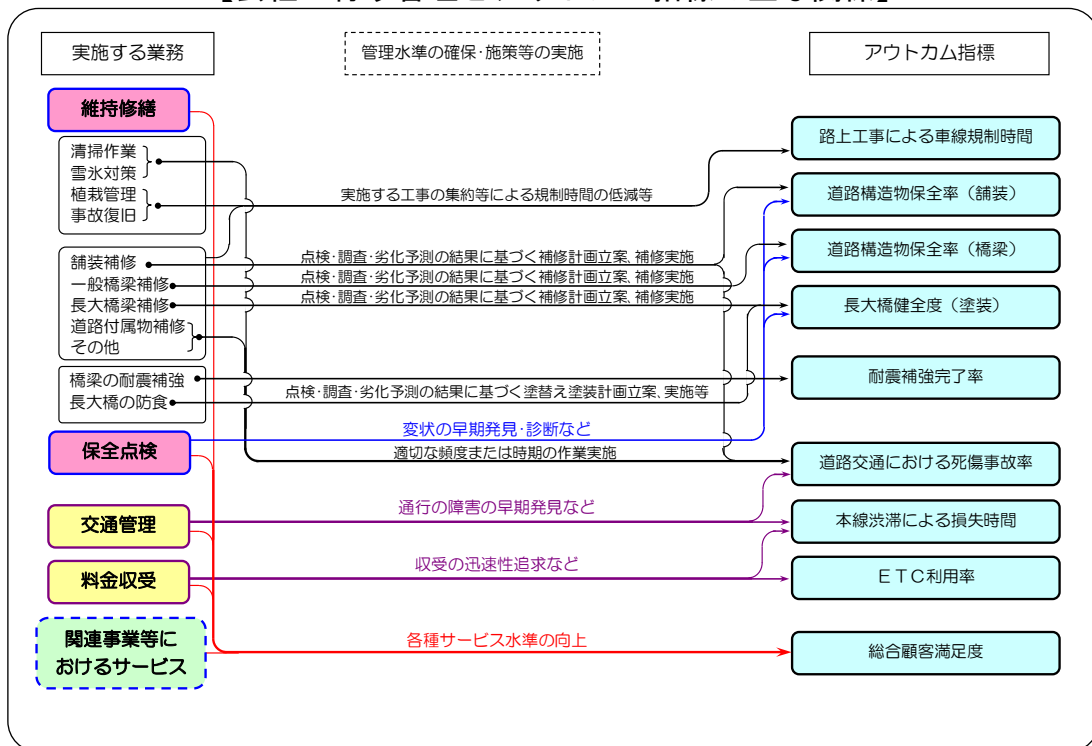 実施する業務
管理水準の確保･施策等の実施
アウトカム指標
維持修繕
清掃作業
雪氷対策
植栽管理
事故復旧
舗装補修
一般橋梁補修
長大橋梁補修
道路付属物補修
その他
橋梁の耐震補強
長大橋の防食
保全点検
交通管理
料金収受
関連事業等に
おけるサービス
実施する工事の集約等による規制時間の低減等
点検･調査･劣化予測の結果に基づく補修計画立案､補修実施
点検･調査･劣化予測の結果に基づく補修計画立案､補修実施
点検･調査･劣化予測の結果に基づく補修計画立案､補修実施
点検･調査･劣化予測の結果に基づく塗替え塗装計画立案､実施等
変状の早期発見･診断など
適切な頻度または時期の作業実施
通行の障害の早期発見など
収受の迅速性追求など
各種サービス水準の向上
路上工事による車線規制時間
道路構造物保全率（舗装）
道路構造物保全率（橋梁）
長大橋健全度（塗装）
耐震補強完了率
道路交通における死傷事故率
本線渋滞による損失時間
ＥＴＣ利用率
総合顧客満足度